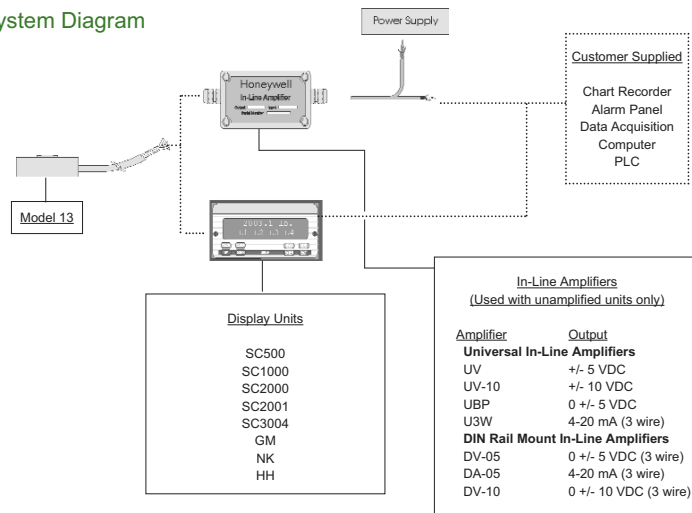 ystem Diagram
Power Supply
Honeywell
In-Line Amplifier
Customer Supplied
Chart Recorder
Alarm Panel
Data Acquisition
Computer
PLC
Model 13
Display Units
SC500
SC1000
SC2000
SC2001
SC3004
GM
NK
HH
In-Line Amplifiers
(Used with unamplified units only)
Amplifier Output
Universal In-Line Amplifiers
UV +/- 5 VDC
UV-10 +/- 10 VDC
UBP 0 +/- 5 VDC
U3W 4-20 mA (3 wire)
DIN Rail Mount In-Line Amplifiers
DV-05 0 +/- 5 VDC (3 wire)
DA-05 4-20 mA (3 wire)
DV-10 0 +/- 10 VDC (3 wire)